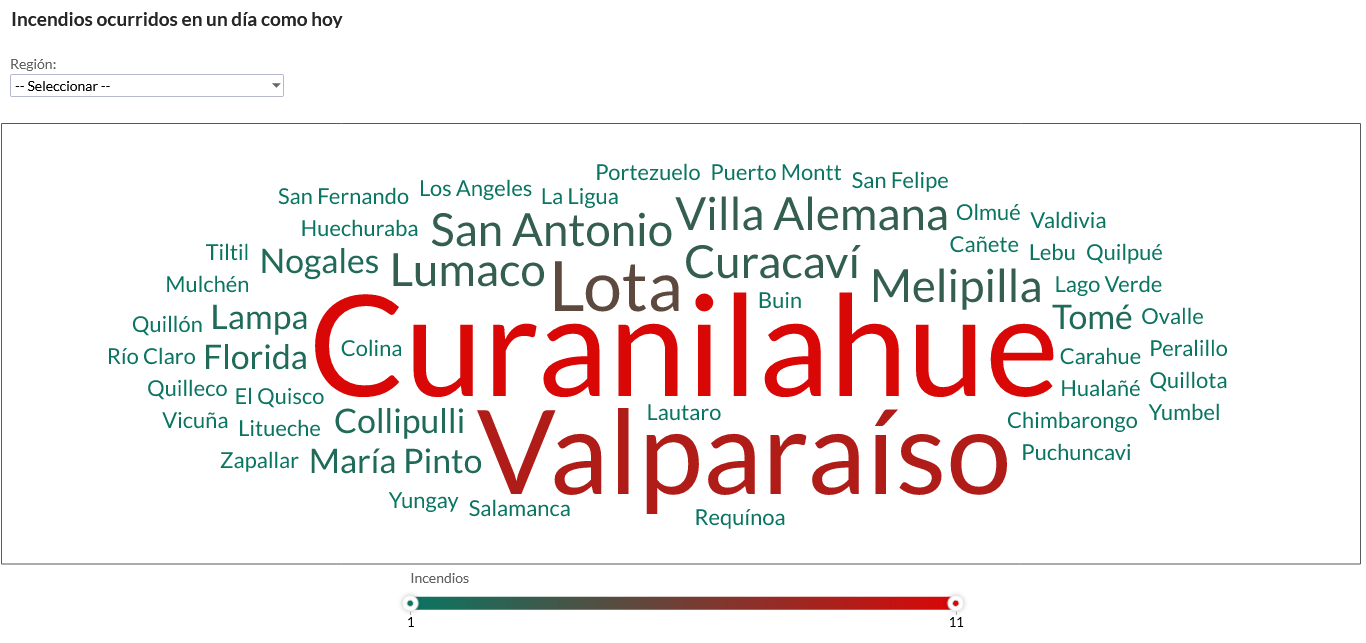 Incendios ocurridos en un día como hoy
Región:
-- Seleccionar --
Portezuelo Puerto Montt San Felipe
San Fernando Los Angeles La Ligua
Huechuraba San Antonio Villa Alemana Olmué Valdivia
Tiltil Nogales Lumaco Lota Curacaví Cañete Lebu Quilpué
Mulchén Buin Melipilla Lago Verde
Quillón Lampa Curanilahue Tomé Ovalle
Río Claro Florida Colina Carahue Peralillo
Quilleco El Quisco Hualañé Quillota
Vicuña Litueche Collipulli Valparaíso Lautaro Chimbarongo Yumbel
Zapallar María Pinto Puchuncavi
Yungay Salamanca Requínoa
Incendios
1 11